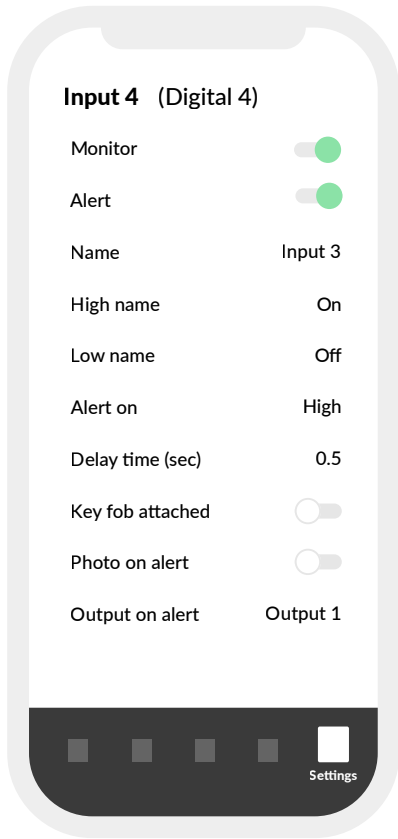 Input 4 (Digital 4)
Monitor
Alert
Name Input 3
High name On
Low name Off
Alert on High
Delay time (sec) 0.5
Key fob attached
Photo on alert
Output on alert Output 1
Settings